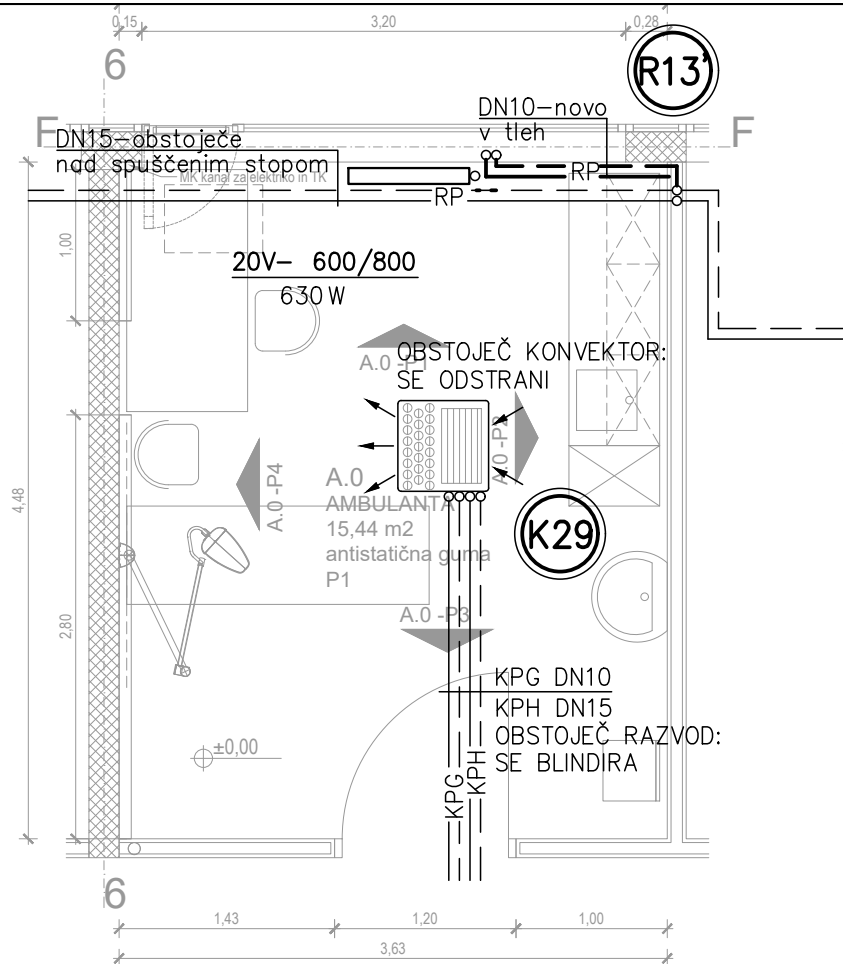 0,15
3,20
0,28
6
R13'
F
DN10-novo
v tleh
F
DN15-obstoječe
nad spuščenim stopom
MK kanal za elektriko in TK
RP
RP
1,00
20V- 600/800
630 W
A.0 -P1
OBSTOJEČ KONVEKTOR:
SE ODSTRANI
A.0 -P2
A.0 -P4
4,48
A.0
AMBULANTA
15,44 m2
antistatična guma
P1
K29
A.0 -P3
2,80
KPG DN10
KPH DN15
OBSTOJEČ RAZVOD:
SE BLINDIRA
±0,00
KPG
KPH
6
1,43
1,20
1,00
3,63